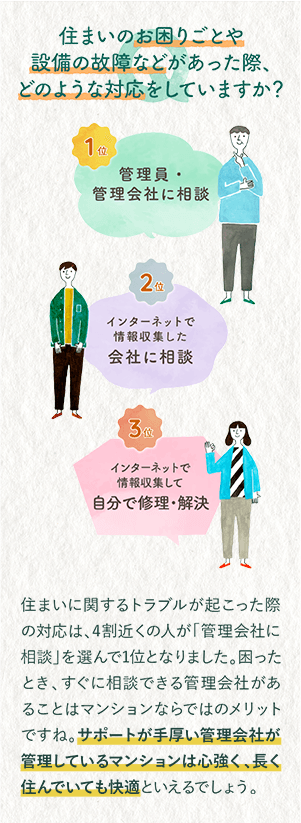 住まいのお困りごとや
設備の故障などがあった際、
どのような対応をしていますか?
1位
管理員・
管理会社に相談
2位
インターネットで
情報収集した
会社に相談
3位
インターネットで
情報収集して
自分で修理・解決
住まいに関するトラブルが起こった際
の対応は、4割近くの人が「管理会社に
相談」を選んで1位となりました。困った
とき、すぐに相談できる管理会社があ
ることはマンションならではのメリット
ですね。サポートが手厚い管理会社が
管理しているマンションは心強く、長く
住んでいても快適といえるでしょう。